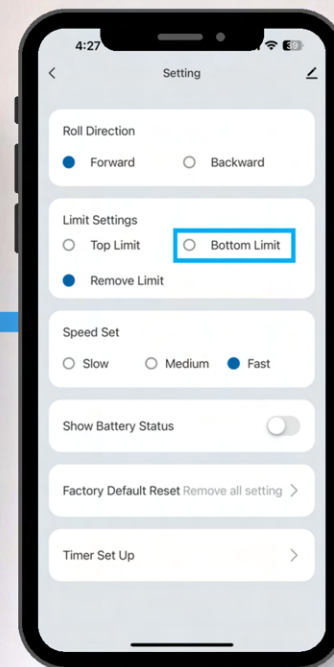 4:27
39
Setting
Roll Direction
Forward Backward
Limit Settings
Top Limit Bottom Limit
Remove Limit
Speed Set
Slow Medium Fast
Show Battery Status
Factory Default Reset Remove all setting
Timer Set Up